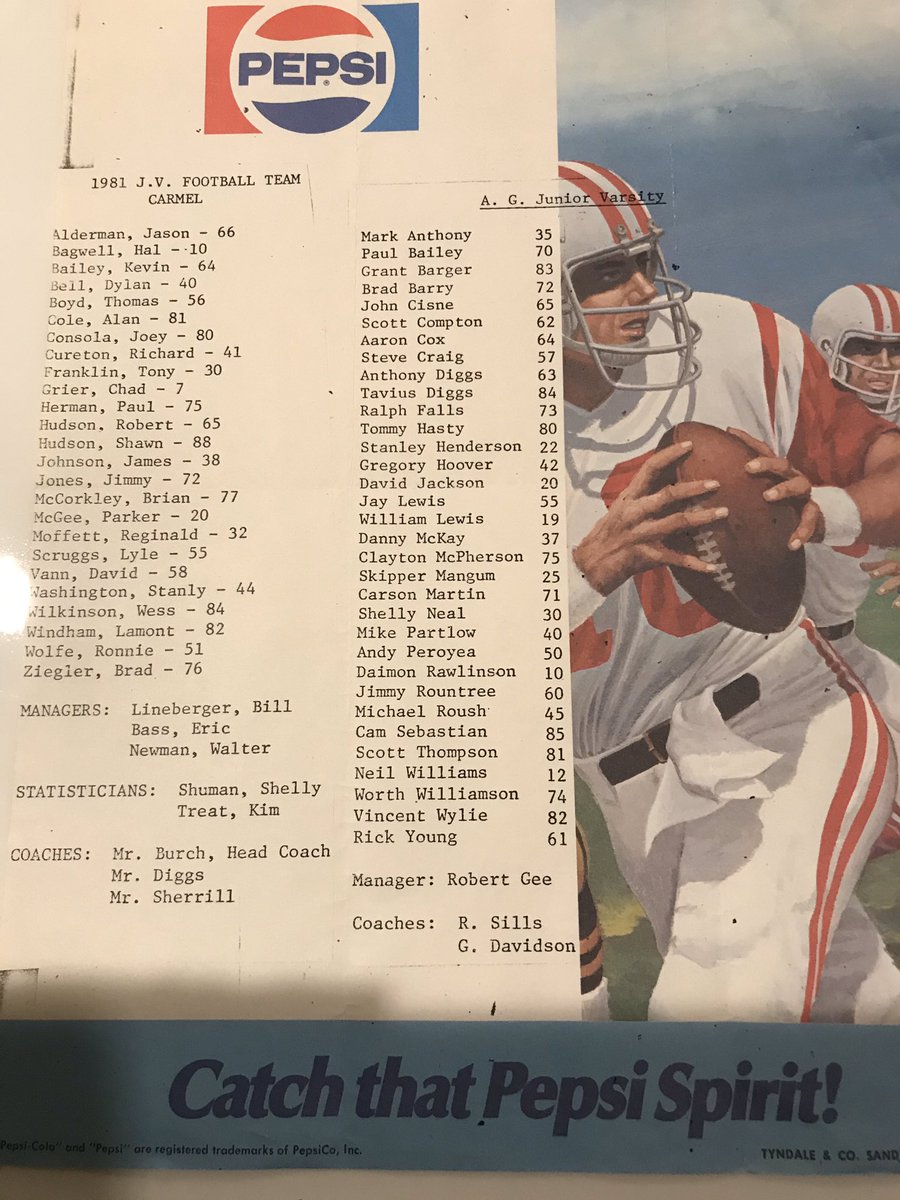 PEPSI®
1981 J.V. FOOTBALL TEAM
CARMEL
Alderman, Jason - 66
Bagwell, Hal - 10
Bailey, Kevin - 64
Bell, Dylan - 40
Boyd, Thomas - 56
Cole, Alan - 81
Consola, Joey - 80
Cureton, Richard - 41
Franklin, Tony - 30
Grier, Chad - 7
Herman, Paul - 75
Hudson, Robert - 65
Hudson, Shawn - 88
Johnson, James - 38
Jones, Jimmy - 72
McCorkley, Brian - 77
McGee, Parker - 20
Moffett, Reginald - 32
Scruggs, Lyle - 55
Vann, David - 58
Washington, Stanly - 44
Wilkinson, Wess - 84
Windham, Lamont - 82
Wolfe, Ronnie - 51
Ziegler, Brad - 76
MANAGERS: Lineberger, Bill
Bass, Eric
Newman, Walter
STATISTICIANS: Shuman, Shelly
Treat, Kim
COACHES: Mr. Burch, Head Coach
Mr. Diggs
Mr. Sherrill
A. G. Junior Varsity
Mark Anthony 35
Paul Bailey 70
Grant Barger 83
Brad Barry 72
John Cisne 65
Scott Compton 62
Aaron Cox 64
Steve Craig 57
Anthony Diggs 63
Tavius Diggs 84
Ralph Falls 73
Tommy Hasty 80
Stanley Henderson 22
Gregory Hoover 42
David Jackson 20
Jay Lewis 55
William Lewis 19
Danny McKay 37
Clayton McPherson 75
Skipper Mangum 25
Carson Martin 71
Shelly Neal 30
Mike Partlow 40
Andy Peroyea 50
Daimon Rawlinson 10
Jimmy Rountree 60
Michael Roush 45
Cam Sebastian 85
Scott Thompson 81
Neil Williams 12
Worth Williamson 74
Vincent Wylie 82
Rick Young 61
Manager: Robert Gee
Coaches: R. Sills
G. Davidson
Catch that Pepsi Spirit!
Pepsi-Cola" and "Pepsi" are registered trademarks of PepsiCo, Inc.
TYNDALE & CO. SAND